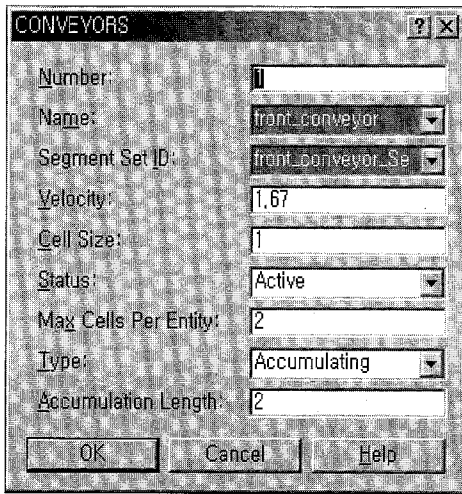 CONVEYORS ? X
Number: 1
Name: front_conveyor
Segment Set ID: front_conveyor_Se
Velocity: 1.67
Cell Size: 1
Status: Active
Max Cells Per Entity: 2
Type: Accumulating
Accumulation Length: 2
OK Cancel Help